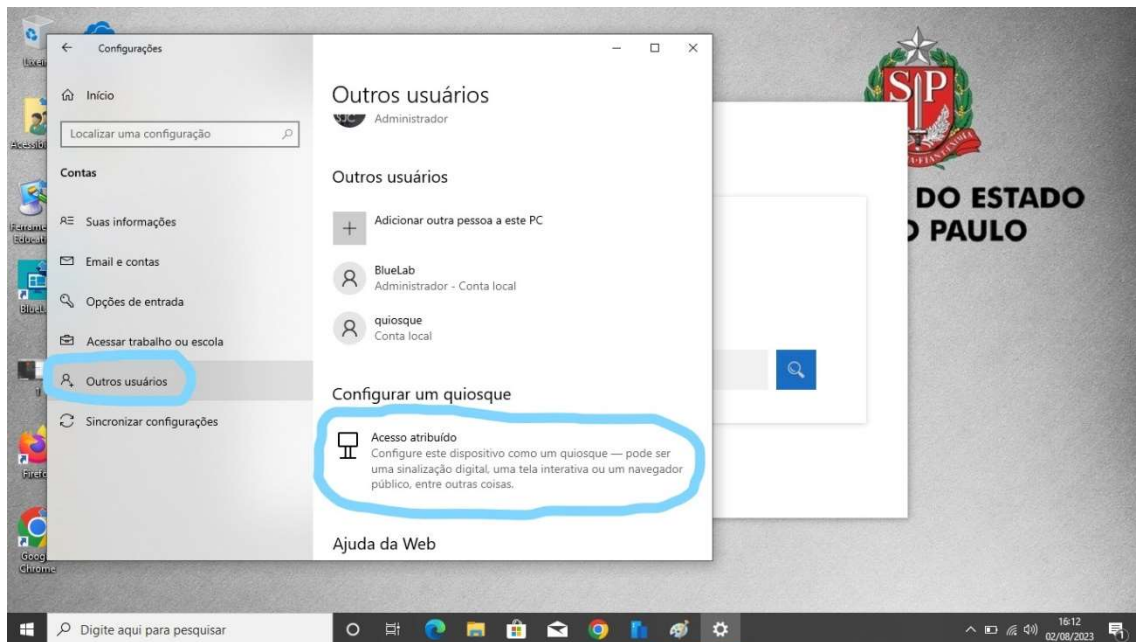 Configurações
Início
Localizar uma configuração
Contas
Suas informações
Email e contas
Opções de entrada
Acessar trabalho ou escola
Outros usuários
Sincronizar configurações
Outros usuários
Administrador
Outros usuários
Adicionar outra pessoa a este PC
BlueLab
Administrador - Conta local
quiosque
Conta local
Configurar um quiosque
Acesso atribuído
Configure este dispositivo como um quiosque — pode ser
uma sinalização digital, uma tela interativa ou um navegador
público, entre outras coisas.
Ajuda da Web
SP
DO ESTADO
PAULO
Chrome
Digite aqui para pesquisar
16:12
02/08/2023